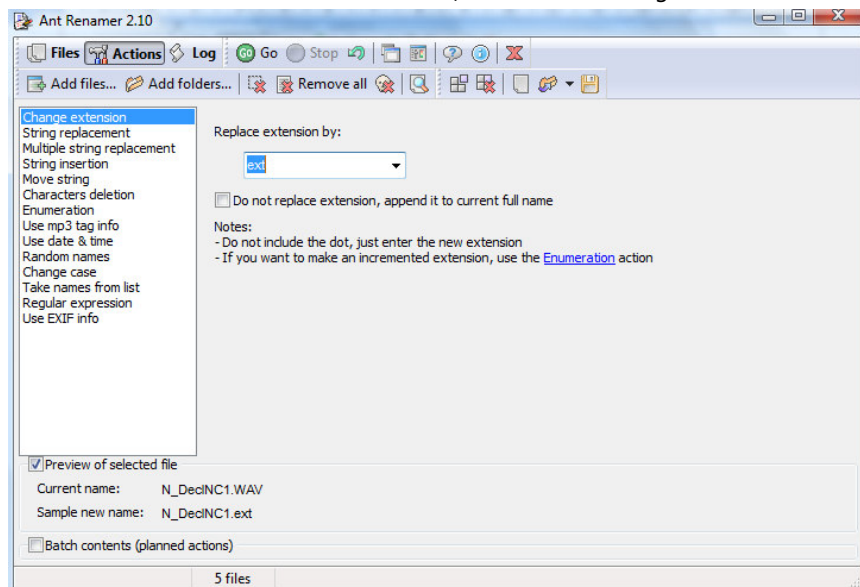 Ant Renamer 2.10
Files Actions Log Go Stop
Add files... Add folders... Remove all
Change extension
String replacement
Multiple string replacement
String insertion
Move string
Characters deletion
Enumeration
Use mp3 tag info
Use date & time
Random names
Change case
Take names from list
Regular expression
Use EXIF info
Replace extension by:
ext
Do not replace extension, append it to current full name
Notes:
- Do not include the dot, just enter the new extension
- If you want to make an incremented extension, use the Enumeration action
Preview of selected file
Current name: N_DecINC1.WAV
Sample new name: N_DecINC1.ext
Batch contents (planned actions)
5 files